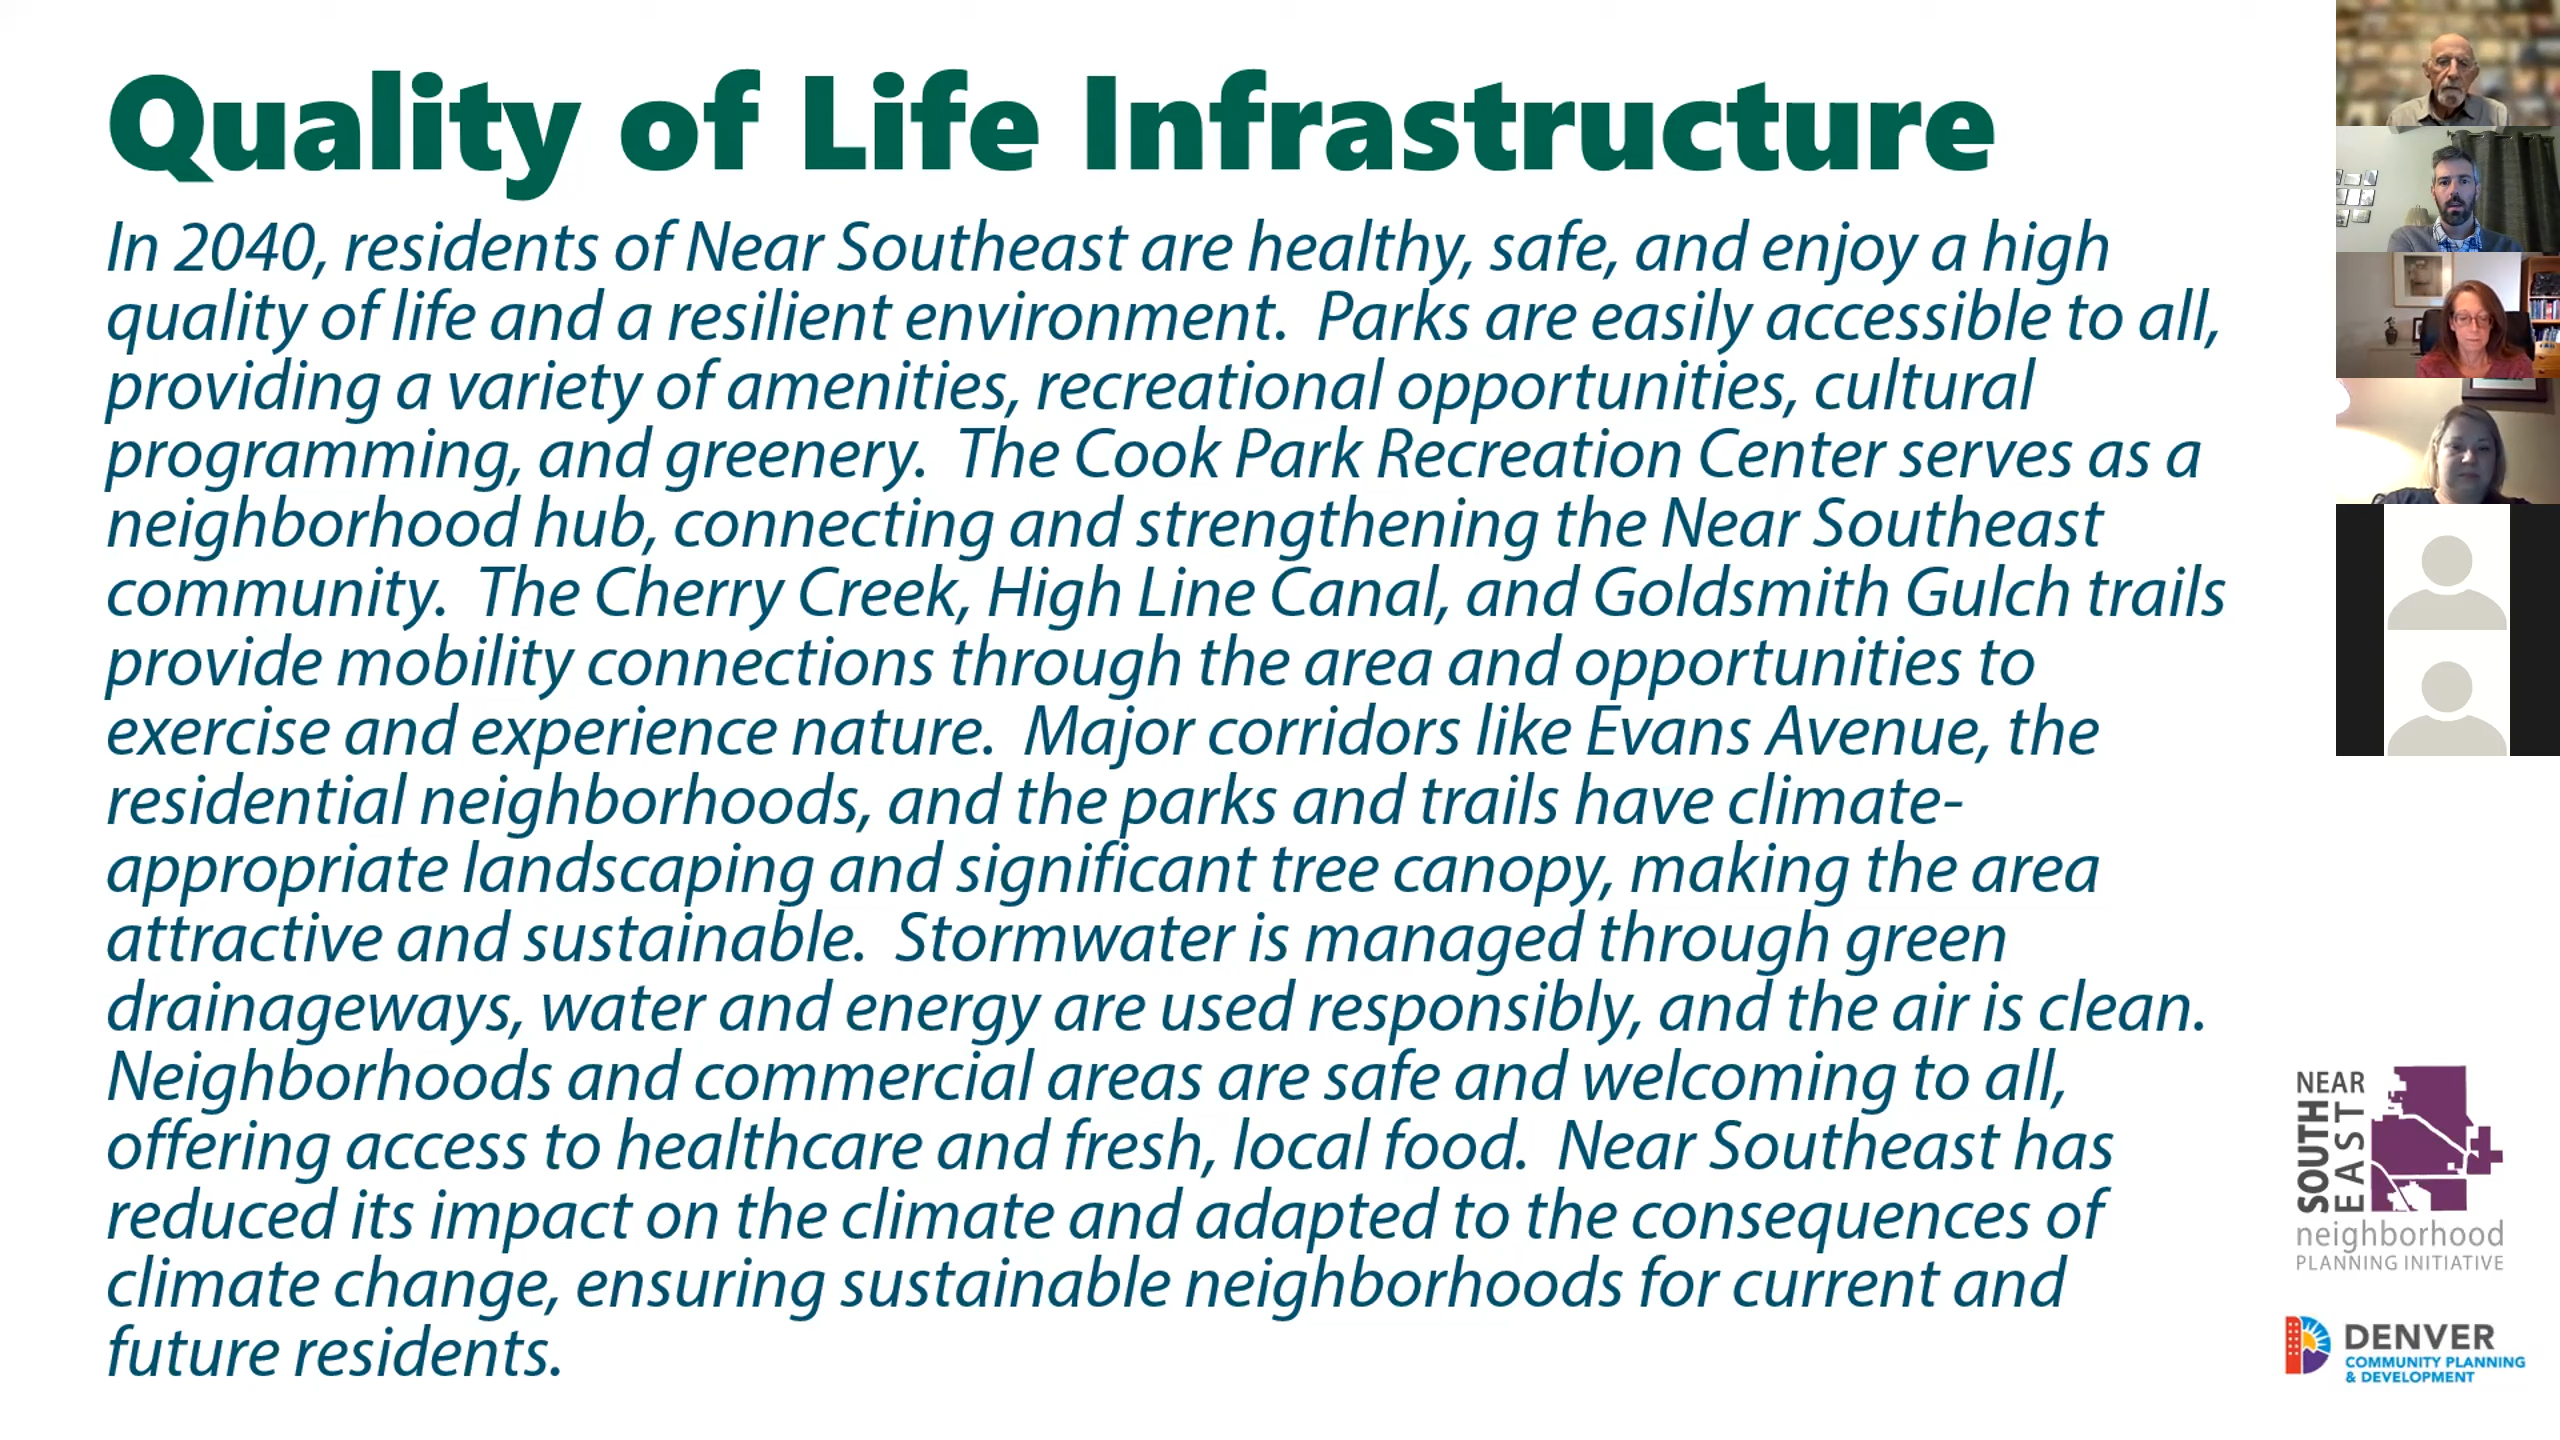 Quality of Life Infrastructure
In 2040, residents of Near Southeast are healthy, safe, and enjoy a high
quality of life and a resilient environment.  Parks are easily accessible to all,
providing a variety of amenities, recreational opportunities, cultural
programming, and greenery.  The Cook Park Recreation Center serves as a
neighborhood hub, connecting and strengthening the Near Southeast
community.  The Cherry Creek, High Line Canal, and Goldsmith Gulch trails
provide mobility connections through the area and opportunities to
exercise and experience nature.  Major corridors like Evans Avenue, the
residential neighborhoods, and the parks and trails have climate-
appropriate landscaping and significant tree canopy, making the area
attractive and sustainable.  Stormwater is managed through green
drainageways, water and energy are used responsibly, and the air is clean.
Neighborhoods and commercial areas are safe and welcoming to all,
offering access to healthcare and fresh, local food.  Near Southeast has
reduced its impact on the climate and adapted to the consequences of
climate change, ensuring sustainable neighborhoods for current and
future residents.
NEAR
SOUTH
EAST
neighborhood
PLANNING INITIATIVE
DENVER
COMMUNITY PLANNING
& DEVELOPMENT